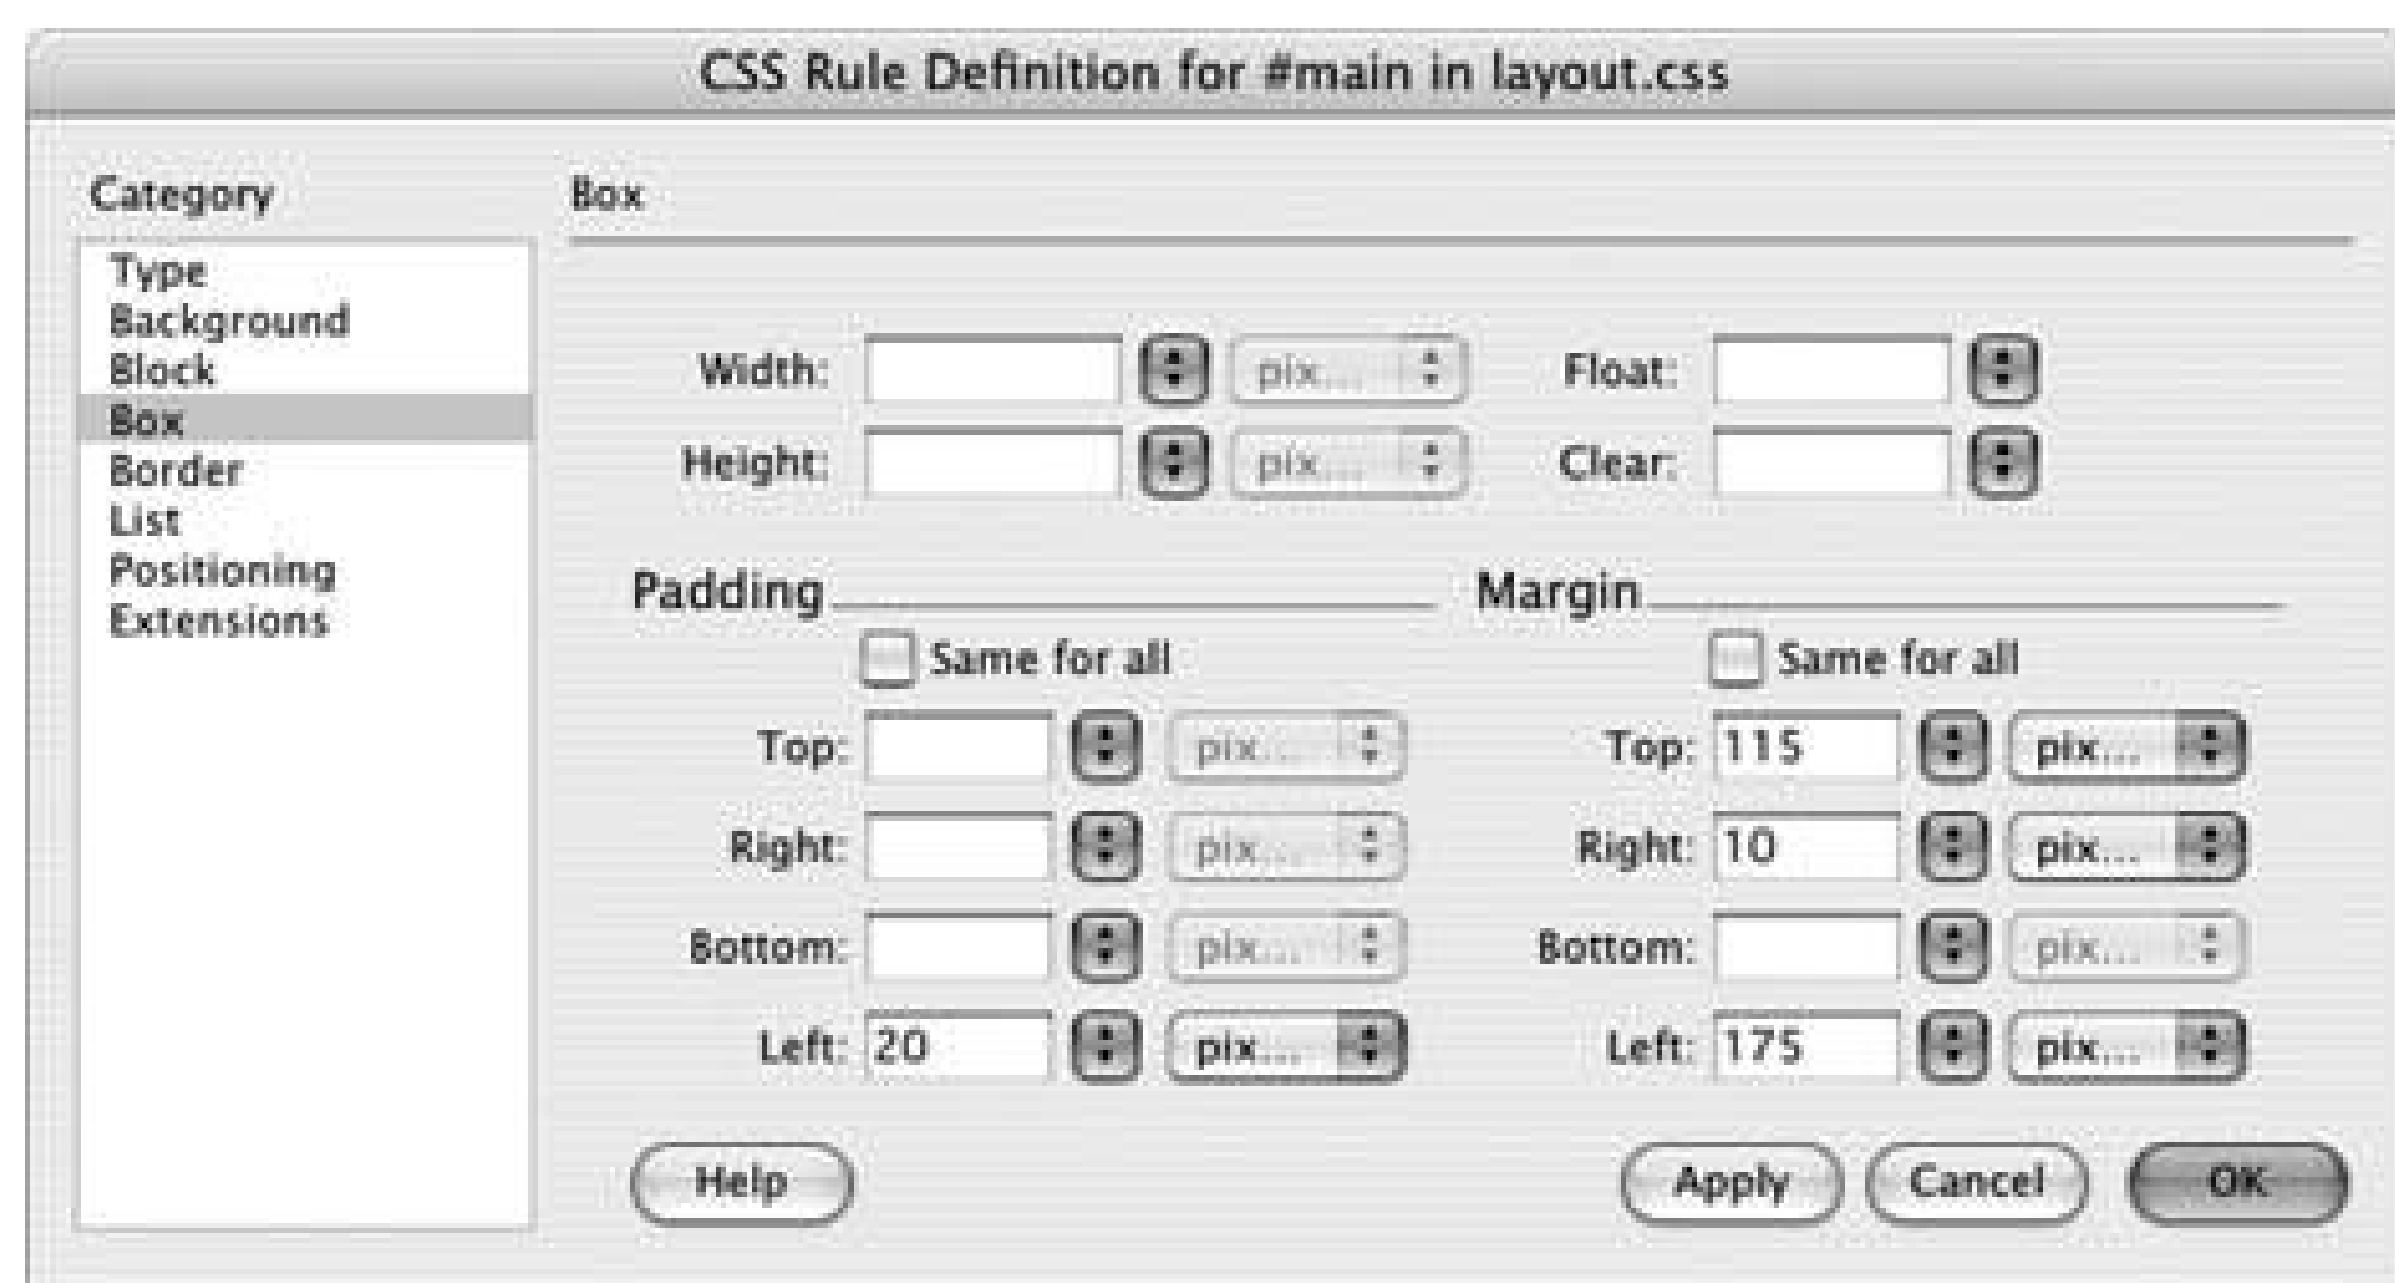 CSS Rule Definition for #main in layout.css
Category
Type
Background
Block
Box
Border
List
Positioning
Extensions
Box
Width: pix...
Float:
Height: pix...
Clear:
Padding
Same for all
Top: pix...
Right: pix...
Bottom: pix...
Left: 20 pix...
Margin
Same for all
Top: 115 pix...
Right: 10 pix...
Bottom: pix...
Left: 175 pix...
Help
Apply
Cancel
OK